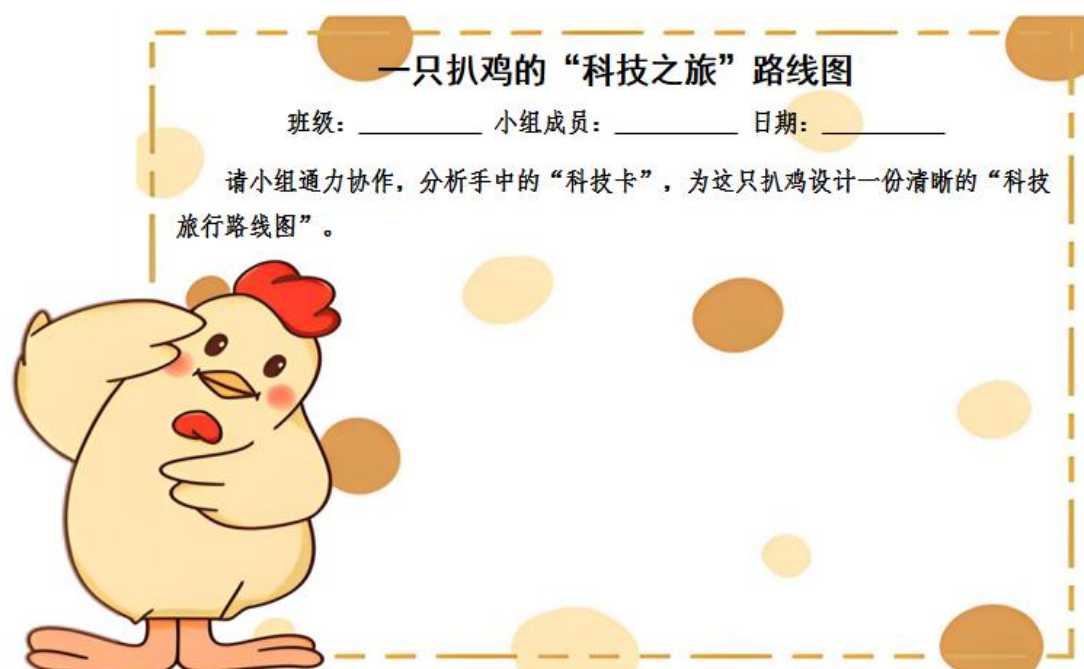 一只扒鸡的“科技之旅”路线图
班级：__________ 小组成员：__________ 日期：__________
请小组通力协作，分析手中的“科技卡”，为这只扒鸡设计一份清晰的“科技
旅行路线图”。